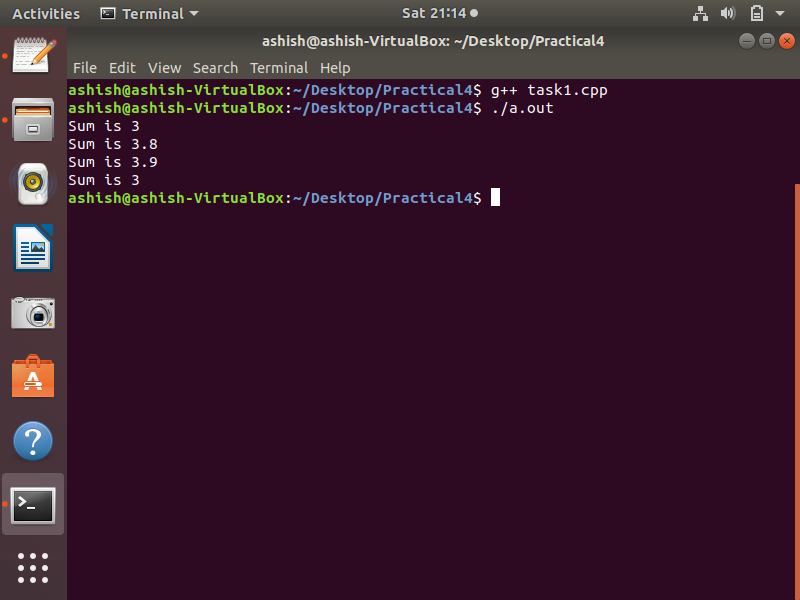 Activities Terminal Sat 21:14
ashish@ashish-VirtualBox: ~/Desktop/Practical4
File Edit View Search Terminal Help
ashish@ashish-VirtualBox:~/Desktop/Practical4$ g++ task1.cpp
ashish@ashish-VirtualBox:~/Desktop/Practical4$ ./a.out
Sum is 3
Sum is 3.8
Sum is 3.9
Sum is 3
ashish@ashish-VirtualBox:~/Desktop/Practical4$